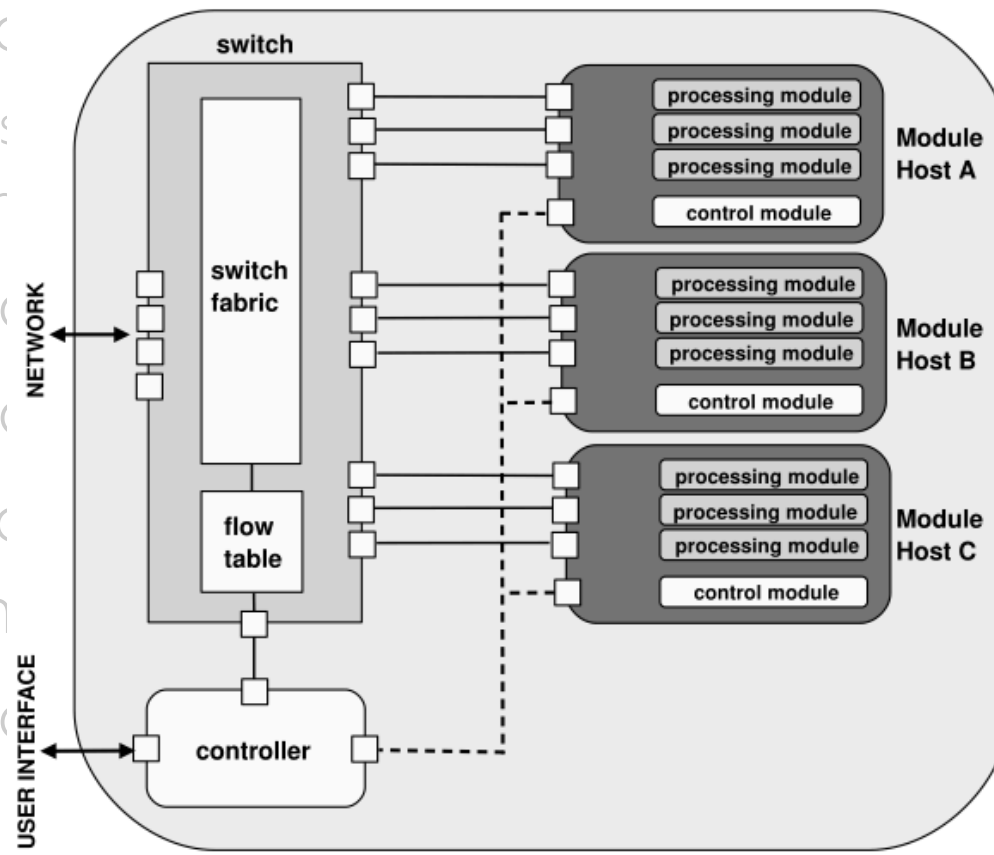 switch
switch
fabric
flow
table
controller
NETWORK
USER INTERFACE
processing module
processing module
processing module
control module
Module
Host A
processing module
processing module
processing module
control module
Module
Host B
processing module
processing module
processing module
control module
Module
Host C